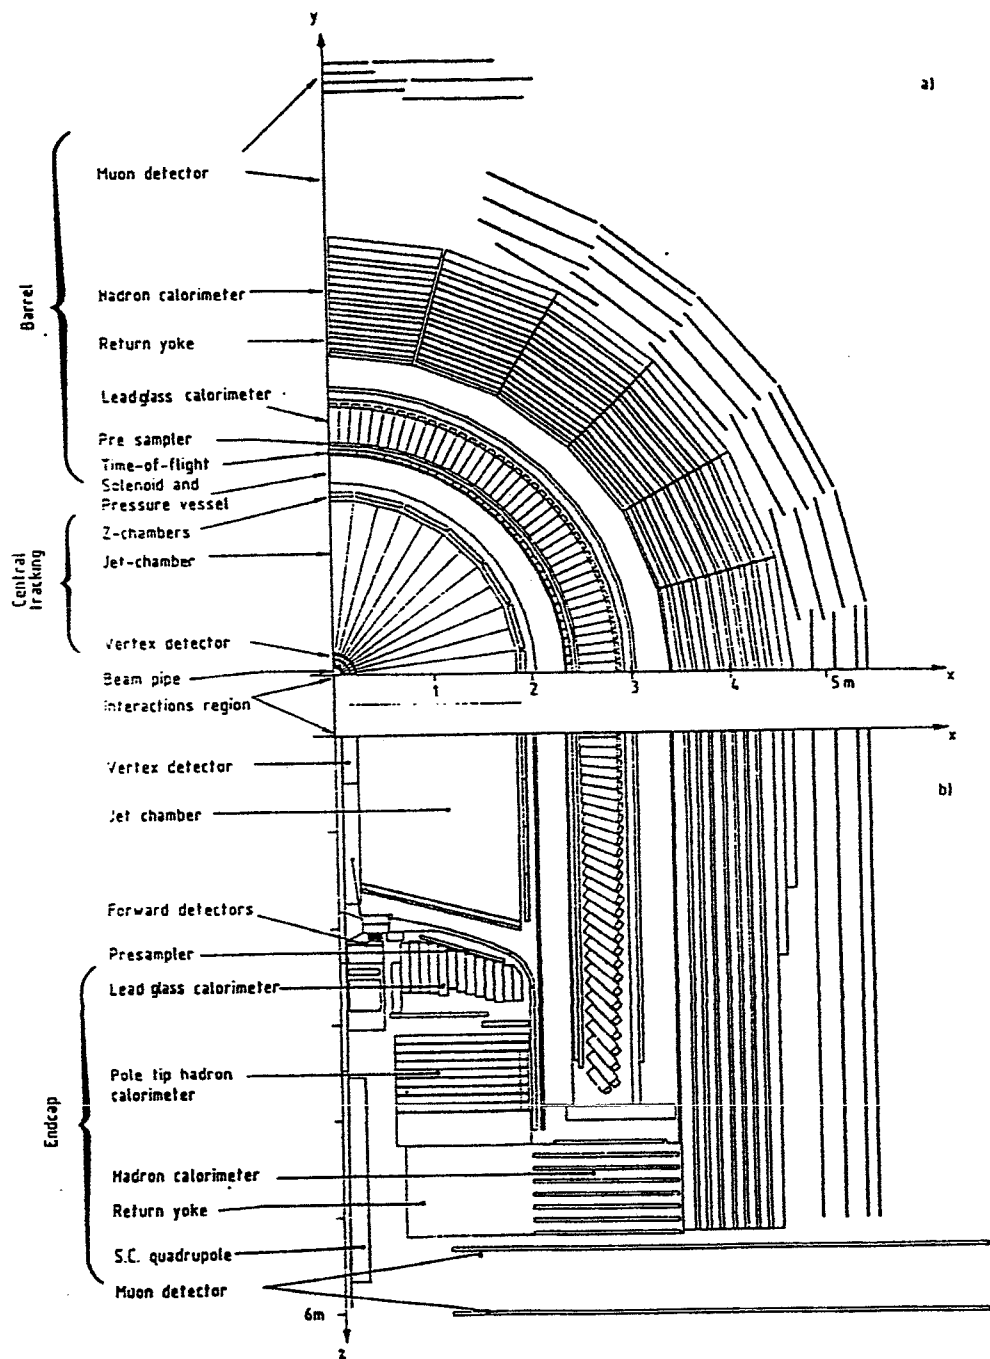 y
a)
Muon detector
Barrel
Hadron calorimeter
Return yoke
Leadglass calorimeter
Pre sampler
Time-of-flight
Solenoid and
Pressure vessel
Z-chambers
Central
tracking
Jet-chamber
Vertex detector
Beam pipe
Interactions region
1
2
3
4
5m
x
x
b)
Vertex detector
Jet chamber
Forward detectors
Presampler
Lead glass calorimeter
Endcap
Pole tip hadron
calorimeter
Hadron calorimeter
Return yoke
S.C. quadrupole
Muon detector
6m
z